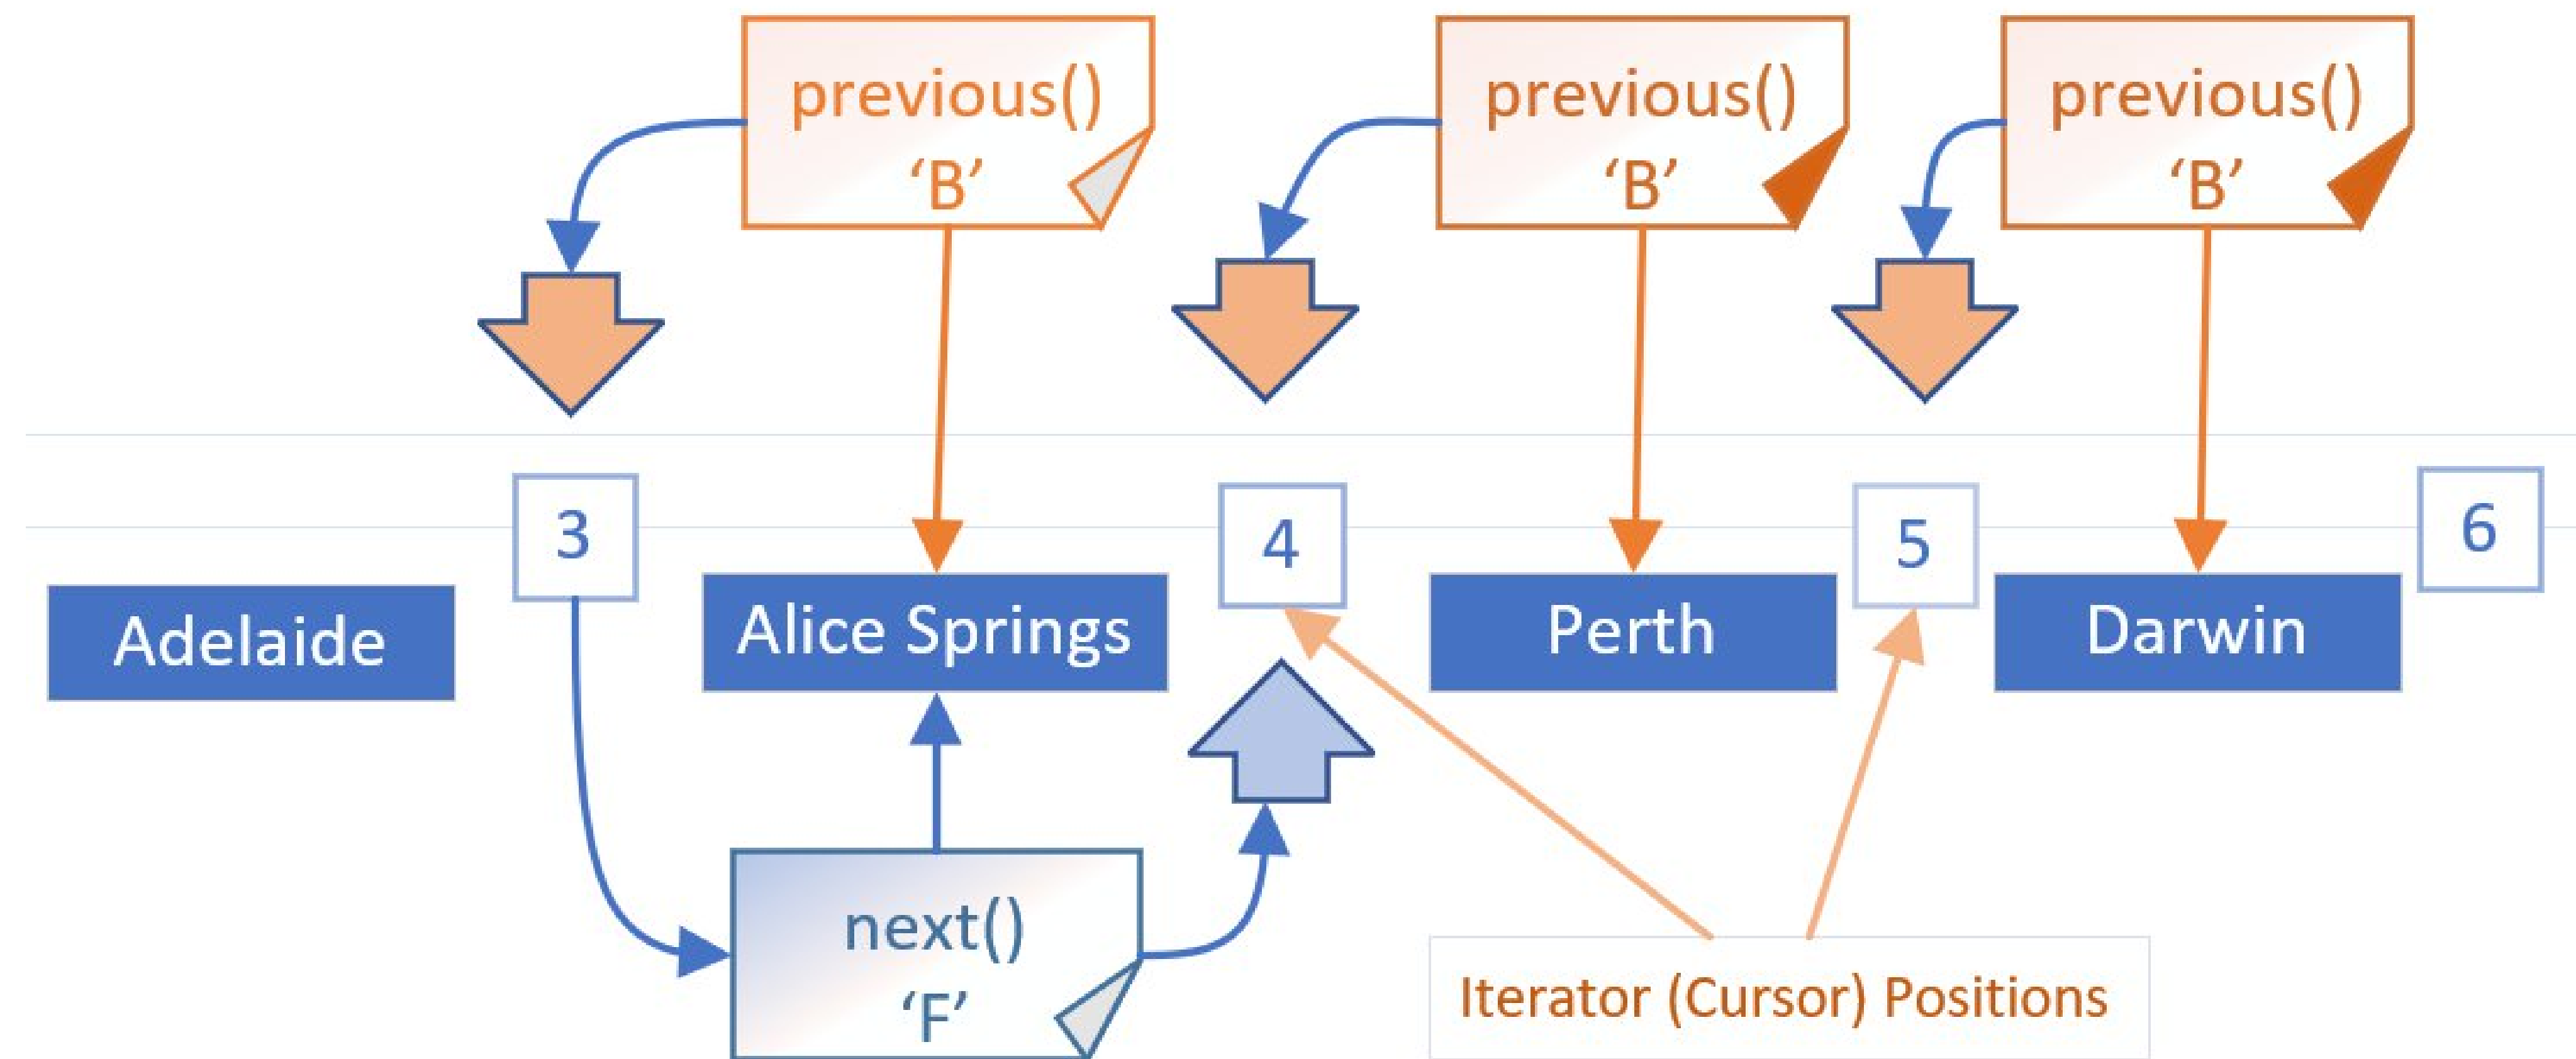 previous()
‘B’
previous()
‘B’
previous()
‘B’
3
4
5
6
Adelaide
Alice Springs
Perth
Darwin
next()
‘F’
Iterator (Cursor) Positions